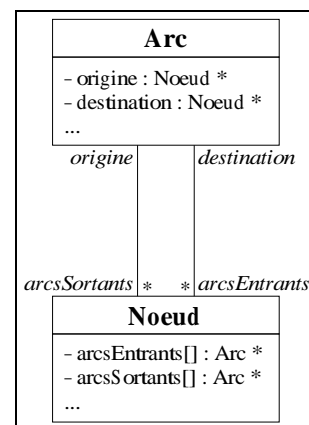 Arc
- origine : Noeud *
- destination : Noeud *
...
origine destination
arcsSortants * * arcsEntrants
Noeud
- arcsEntrants[] : Arc *
- arcsSortants[] : Arc *
...